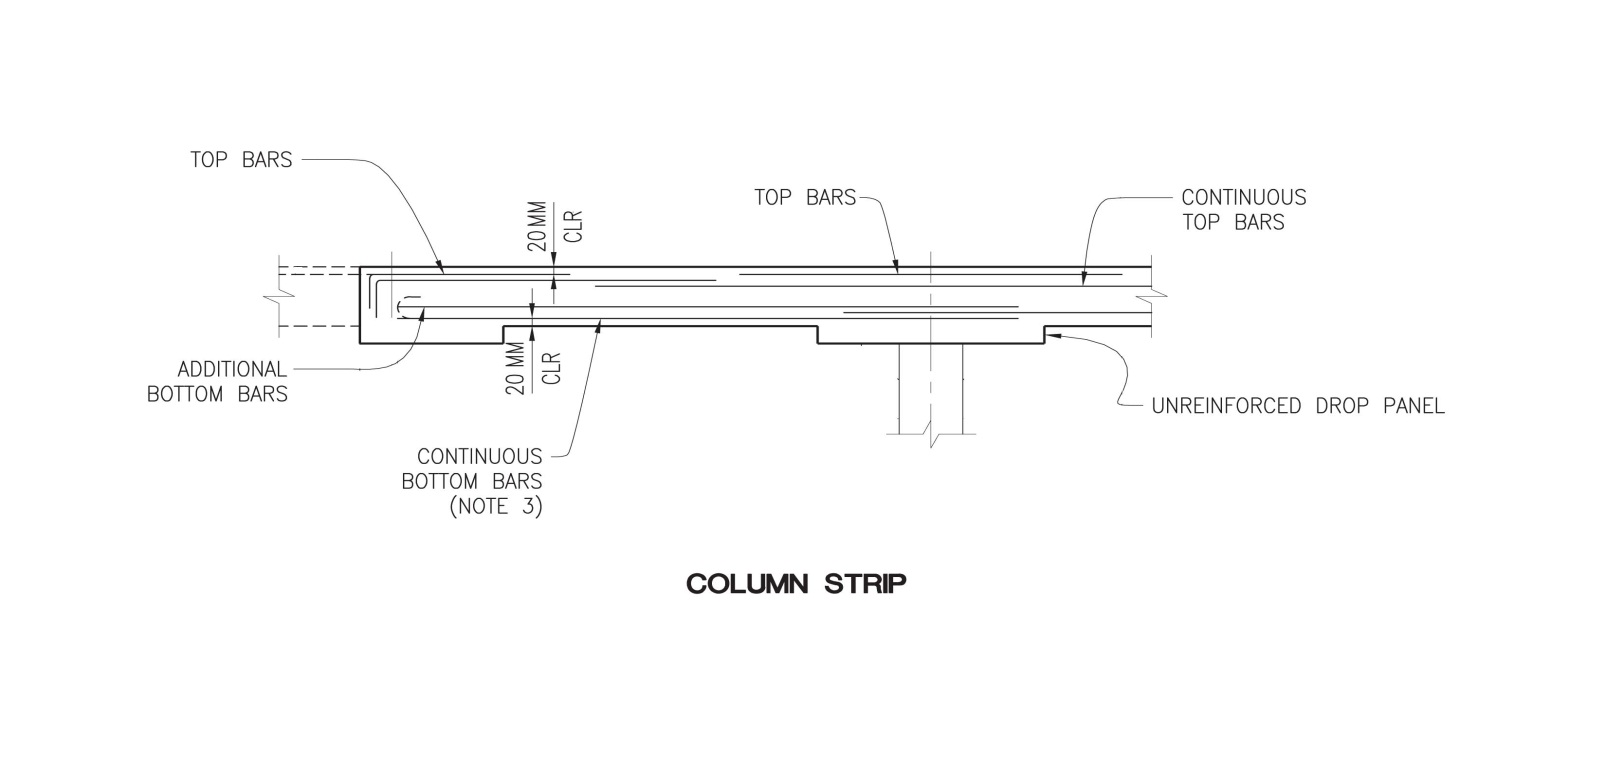 TOP BARS
TOP BARS
CONTINUOUS
TOP BARS
20 MM
CLR
20 MM
CLR
ADDITIONAL
BOTTOM BARS
UNREINFORCED DROP PANEL
CONTINUOUS
BOTTOM BARS
(NOTE 3)
COLUMN STRIP